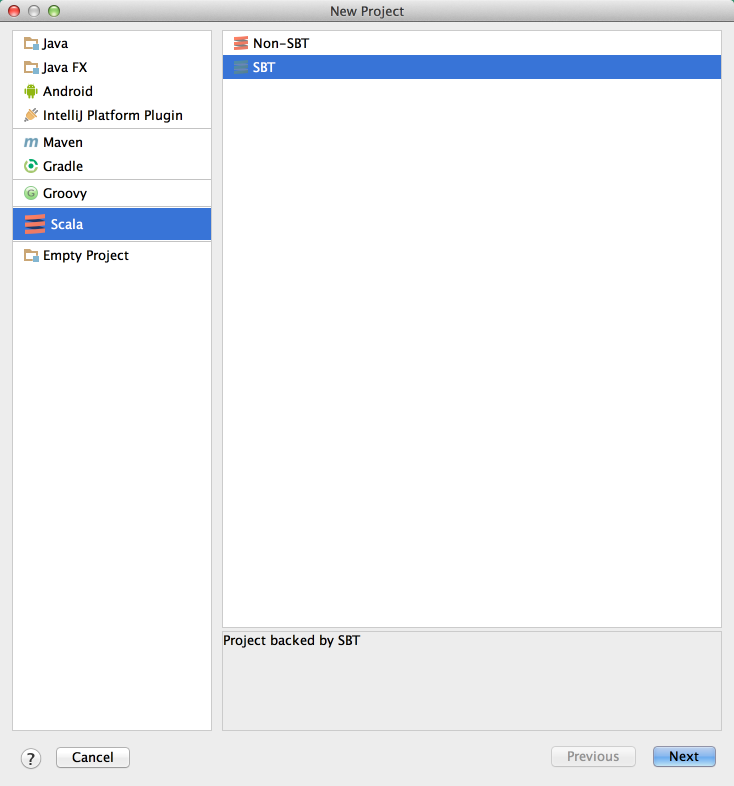 New Project
Java
Java FX
Android
IntelliJ Platform Plugin
m Maven
Gradle
G Groovy
Scala
Empty Project
Non-SBT
SBT
Project backed by SBT
?
Cancel
Previous
Next